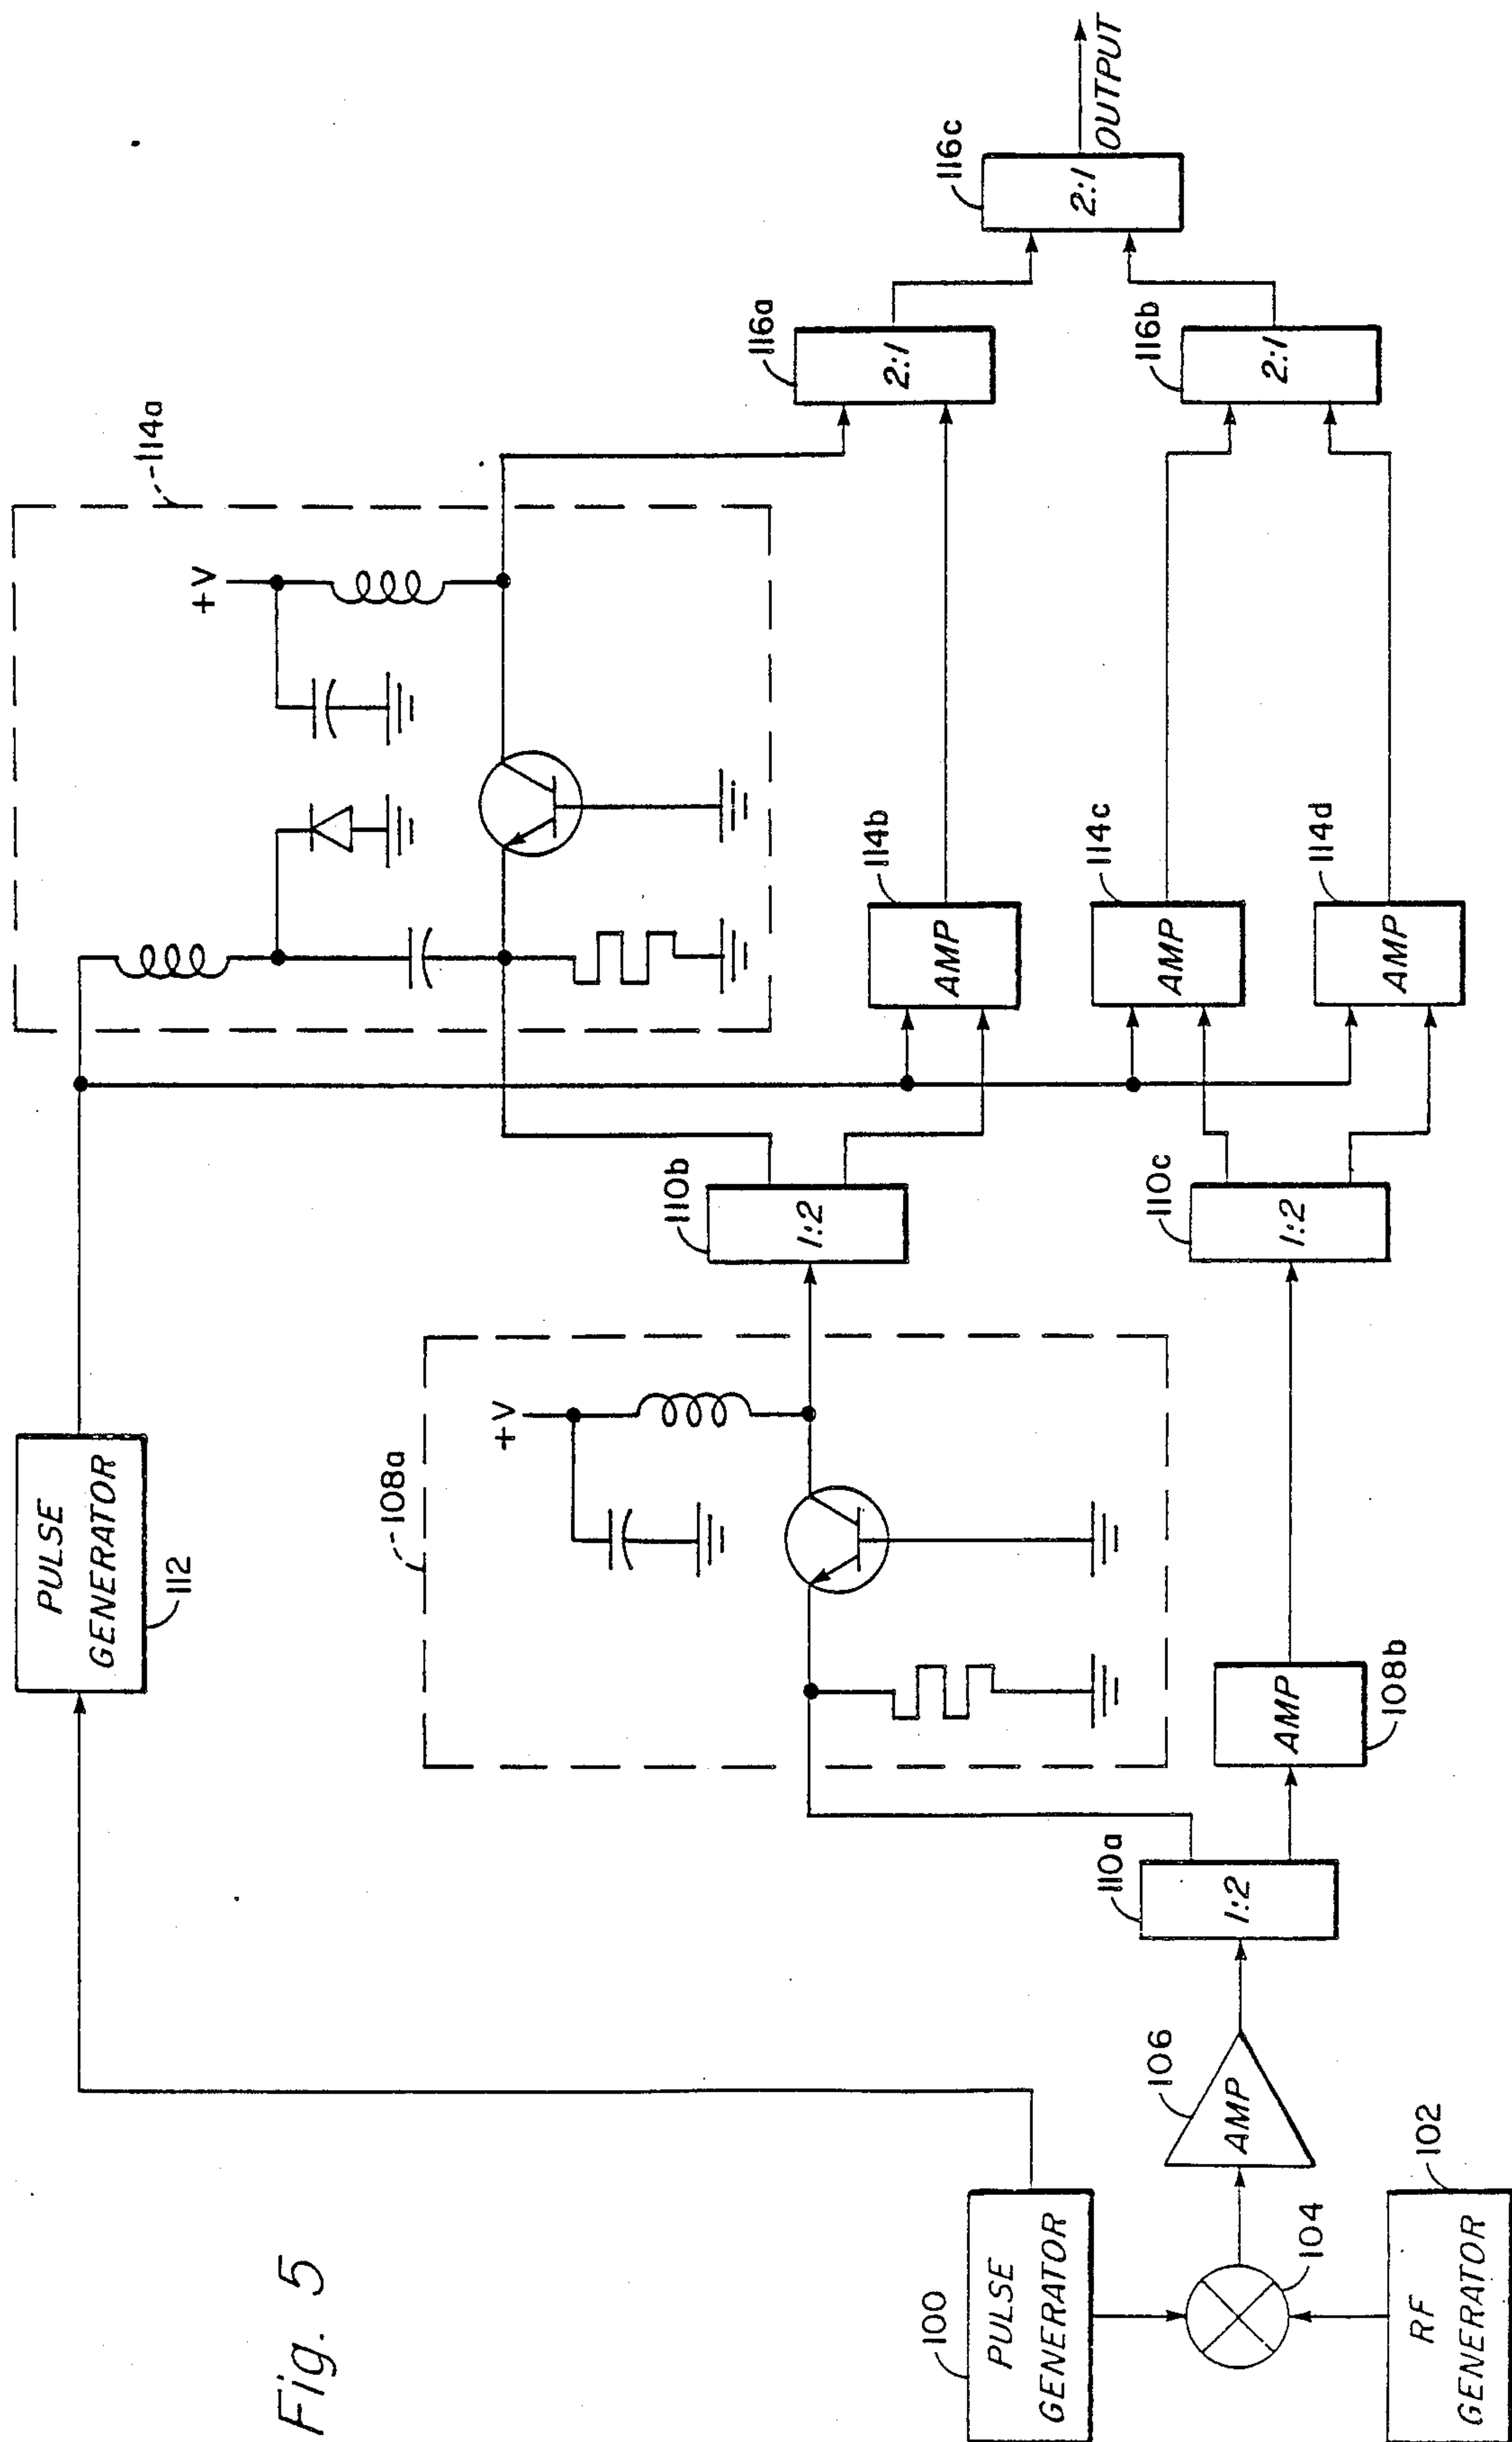 Fig. 5
PULSE
GENERATOR
100
RF
GENERATOR
102
104
AMP
106
1:2
110a
AMP
108b
108a
+V
PULSE
GENERATOR
112
1:2
110b
1:2
110c
114a
+V
AMP
114b
AMP
114c
AMP
114d
2:1
116a
2:1
116b
2:1
116c
OUTPUT